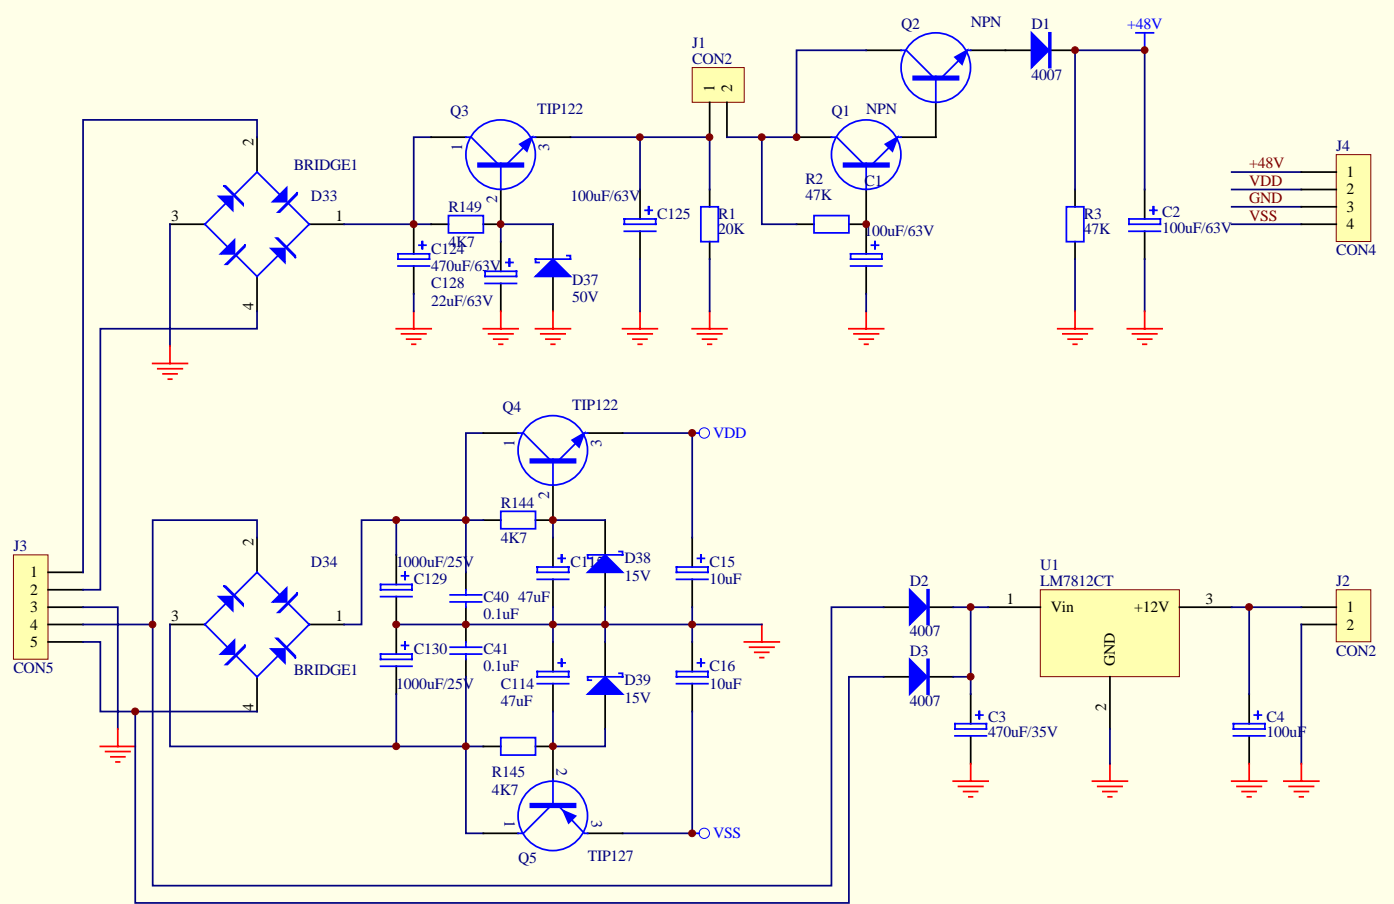 Q2
NPN
D1
+48V
4007
J1
CON2
1
2
Q3
TIP122
Q1
NPN
1
3
2
2
BRIDGE1
D33
3
1
4
R149
4K7
C124
470uF/63V
C128
22uF/63V
D37
50V
100uF/63V
C125
R1
20K
R2
47K
C1
100uF/63V
R3
47K
C2
100uF/63V
J4
+48V
1
VDD
2
GND
3
VSS
4
CON4
Q4
TIP122
1
3
2
VDD
R144
4K7
J3
1
2
3
4
5
CON5
2
D34
3
1
BRIDGE1
4
1000uF/25V
C129
C40
47uF
0.1uF
D38
15V
C15
10uF
C130
1000uF/25V
C41
0.1uF
C114
47uF
D39
15V
C16
10uF
R145
4K7
2
1
3
VSS
Q5
TIP127
D2
4007
D3
4007
C3
470uF/35V
U1
LM7812CT
1
Vin
+12V
3
GND
2
C4
100uF
J2
1
2
CON2